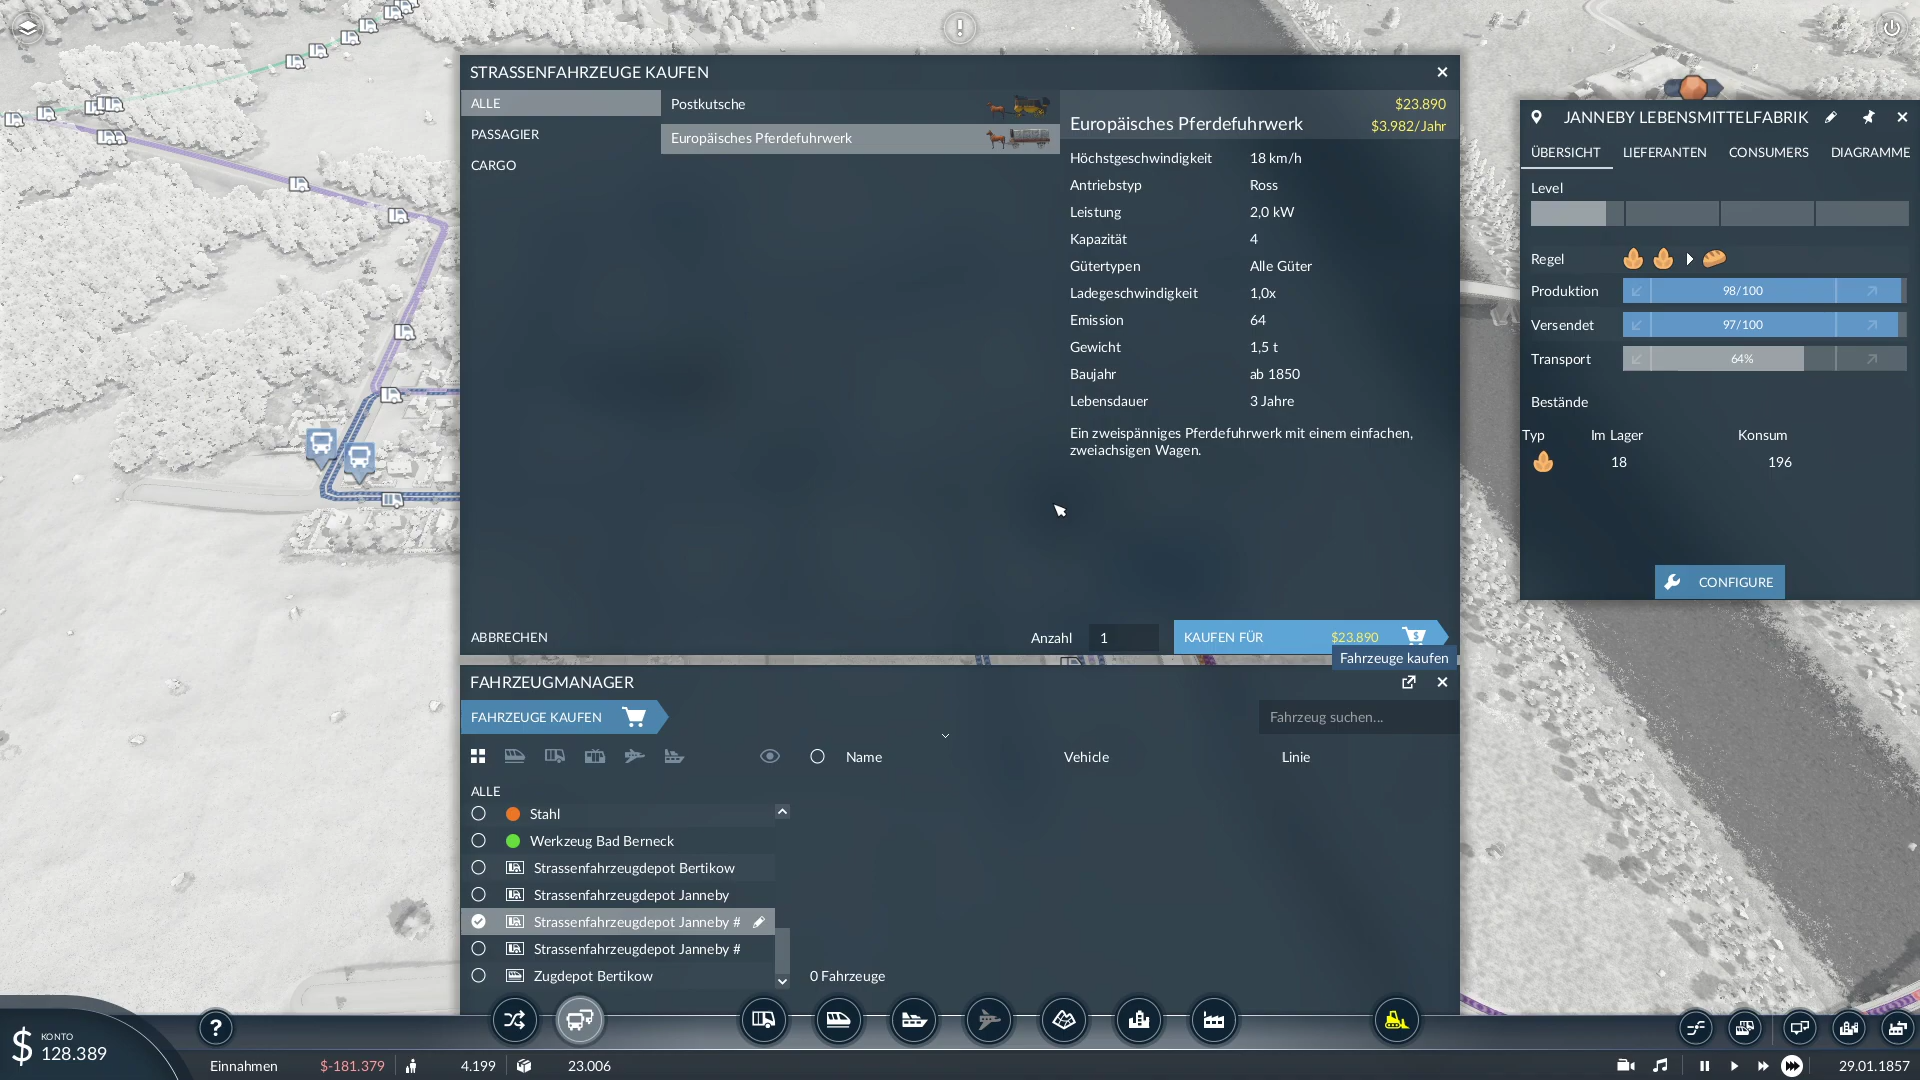 STRASSENFAHRZEUGE KAUFEN
ALLE
PASSAGIER
CARGO
Postkutsche
Europäisches Pferdefuhrwerk
$23.890
Europäisches Pferdefuhrwerk
$3.982/Jahr
Höchstgeschwindigkeit 18 km/h
Antriebstyp Ross
Leistung 2,0 kW
Kapazität 4
Gütertypen Alle Güter
Ladegeschwindigkeit 1,0x
Emission 64
Gewicht 1,5 t
Baujahr ab 1850
Lebensdauer 3 Jahre
Ein zweispänniges Pferdefuhrwerk mit einem einfachen,
zweiachsigen Wagen.
ABBRECHEN
Anzahl 1
KAUFEN FÜR $23.890
Fahrzeuge kaufen
JANNEBY LEBENSMITTELFABRIK
ÜBERSICHT LIEFERANTEN CONSUMERS DIAGRAMME
Level
Regel
Produktion 98/100
Versendet 97/100
Transport 64%
Bestände
Typ Im Lager Konsum
18 196
CONFIGURE
FAHRZEUGMANAGER
FAHRZEUGE KAUFEN
Fahrzeug suchen...
Name Vehicle Linie
ALLE
Stahl
Werkzeug Bad Berneck
Strassenfahrzeugdepot Bertikow
Strassenfahrzeugdepot Janneby
Strassenfahrzeugdepot Janneby #
Strassenfahrzeugdepot Janneby #
Zugdepot Bertikow
0 Fahrzeuge
?
$
KONTO
128.389
Einnahmen $-181.379 4.199 23.006
29.01.1857